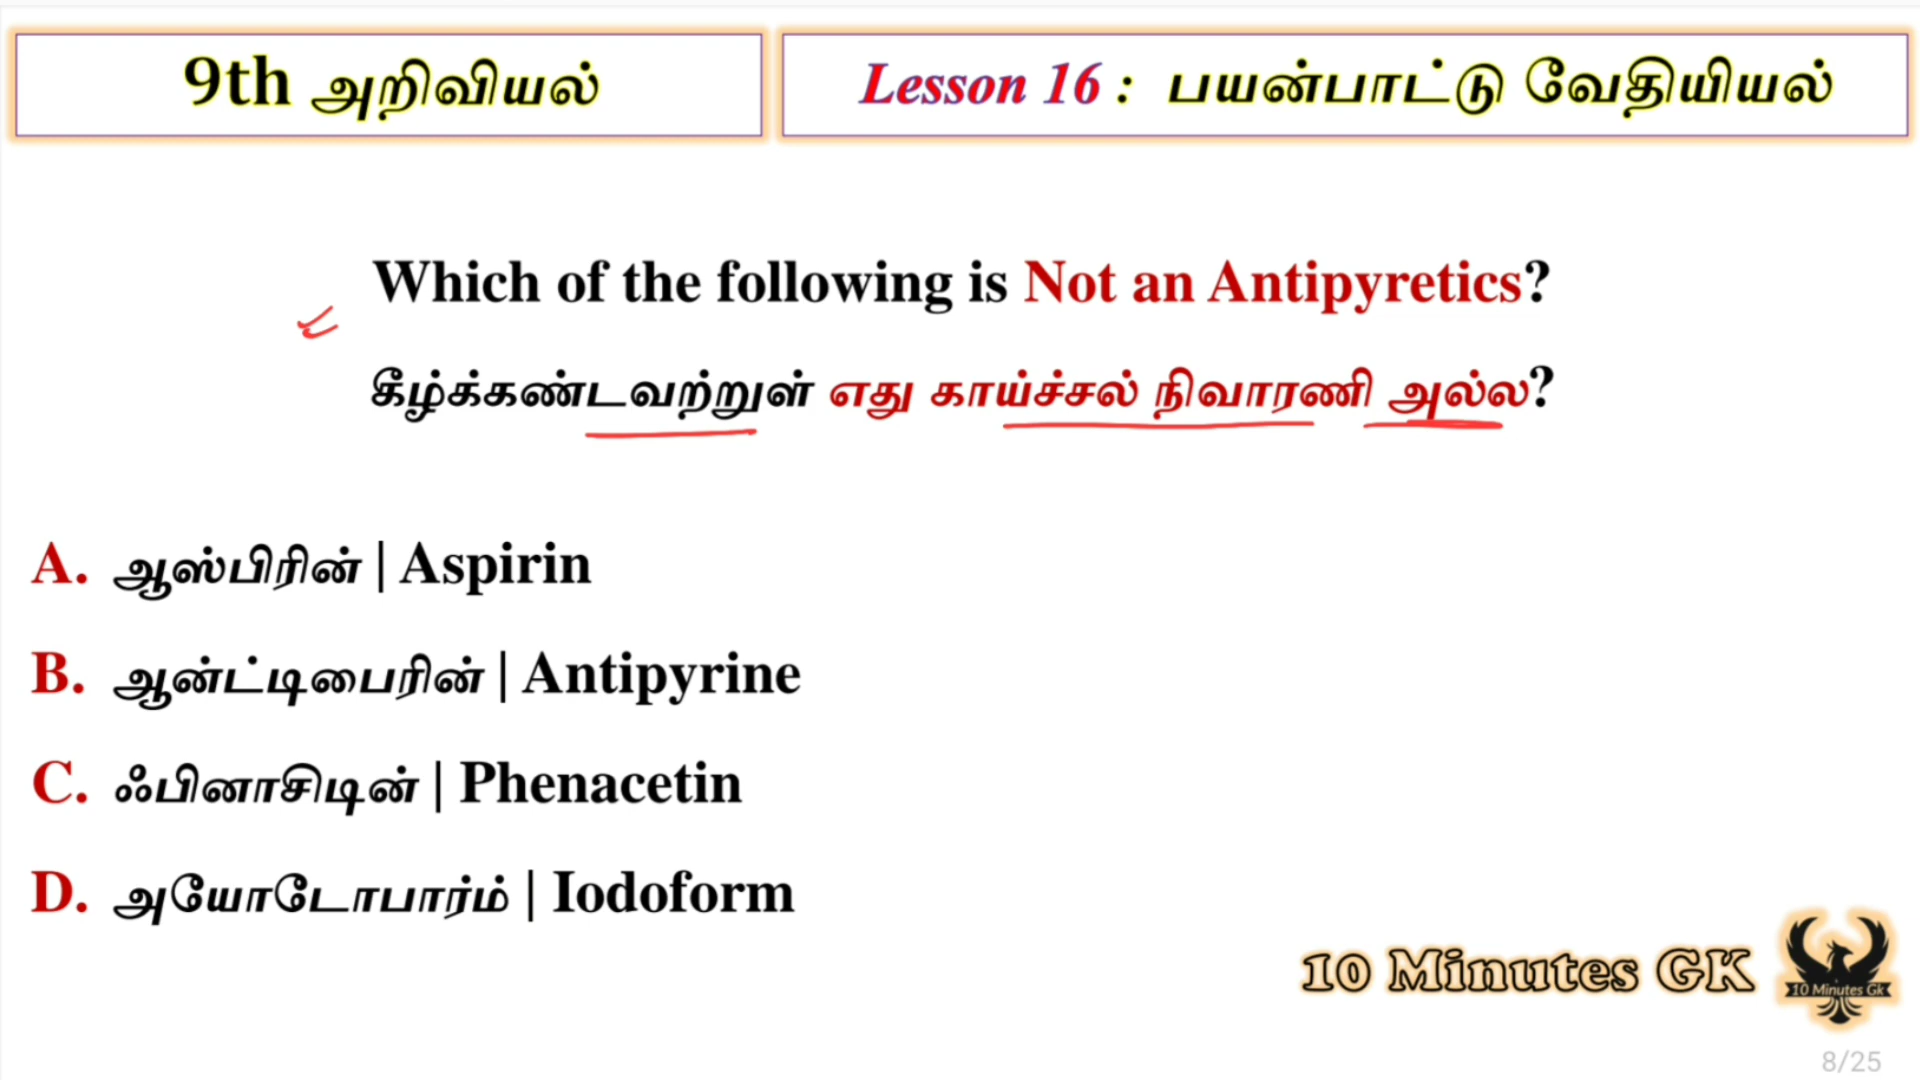 9th அறிவியல்
Lesson 16 : பயன்பாட்டு வேதியியல்
Which of the following is Not an Antipyretics?
கீழ்க்கண்டவற்றுள் எது காய்ச்சல் நிவாரணி அல்ல?
A. ஆஸ்பிரின் | Aspirin
B. ஆன்ட்டிபைரின் | Antipyrine
C. ஃபினாசிடின் | Phenacetin
D. அயோடோபார்ம் | Iodoform
10 Minutes GK
10 Minutes Gk
8/25